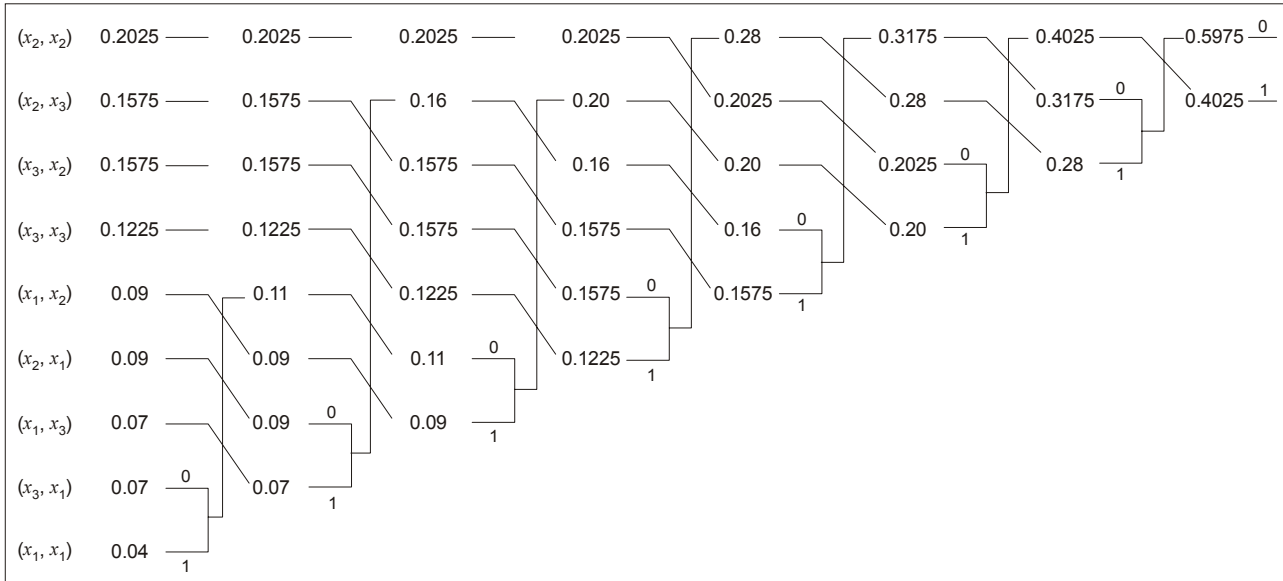 (x₂, x₂) 0.2025 0.2025 0.2025 0.2025 0.28 0.3175 0.4025 0.5975 0
(x₂, x₃) 0.1575 0.1575 0.16 0.20 0.2025 0.28 0.3175 0 0.4025 1
(x₃, x₂) 0.1575 0.1575 0.1575 0.16 0.20 0.2025 0 0.28 1
(x₃, x₃) 0.1225 0.1225 0.1575 0.1575 0.16 0 0.20 1
(x₁, x₂) 0.09 0.11 0.1225 0.1575 0 0.1575 1
(x₂, x₁) 0.09 0.09 0.11 0 0.1225 1
(x₁, x₃) 0.07 0.09 0 0.09 1
(x₃, x₁) 0.07 0 0.07 1
(x₁, x₁) 0.04 1